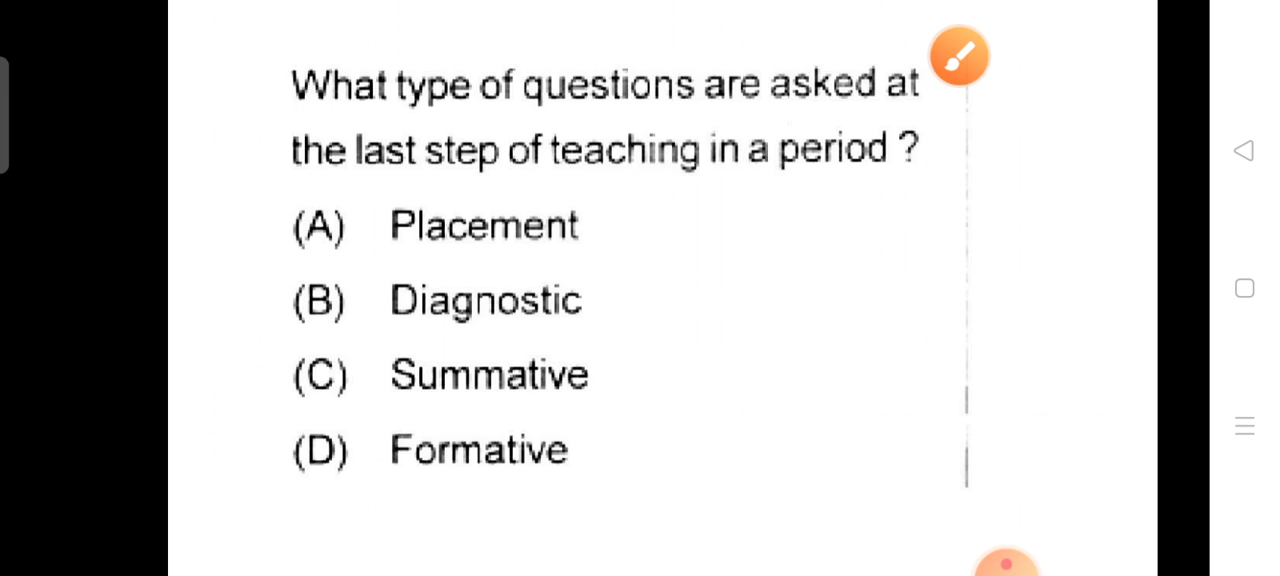 What type of questions are asked at
the last step of teaching in a period ?
(A) Placement
(B) Diagnostic
(C) Summative
(D) Formative